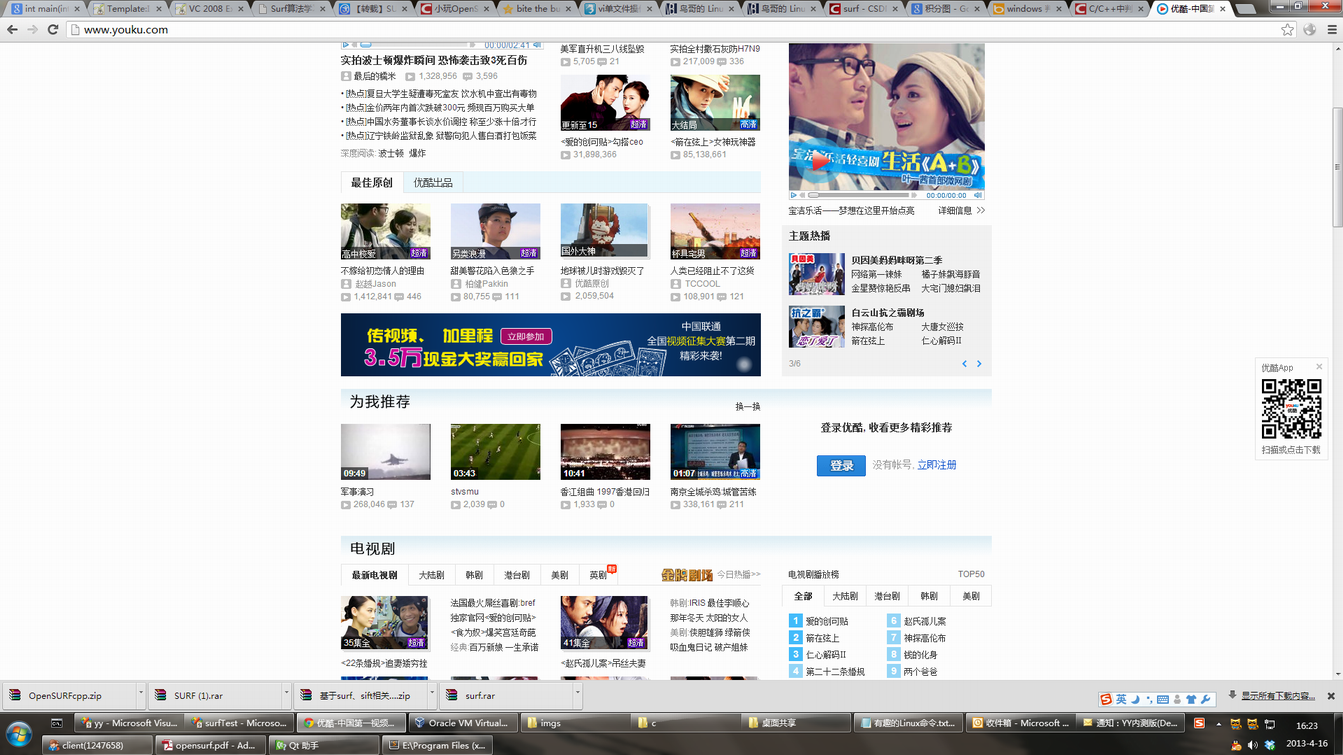 int main(in
Template:
VC 2008 E
Surf算法学
【转载】SU
小玩OpenS
bite the bu
vi单文件操
鸟哥的 Linu
鸟哥的 Linu
surf - CSD
积分图 - Go
windows 
C/C++中判
优酷-中国第
www.youku.com
00:00/02:41
实拍波士顿爆炸瞬间 恐怖袭击致3死百伤
最后的糯米 1,328,956 3,596
• [热点]夏旦大学生疑遭毒死室友 饮水机中查出有毒物
• [热点]金价两年内首次跌破300元 频现百万购买大单
• [热点]中国水务董事长谈水价调控 称至少涨十倍才行
• [热点]辽宁铁岭监狱乱象 狱警向犯人售白酒打包饭菜
深度阅读: 波士顿 爆炸
美军直升机三八线坠毁
5,705 21
实拍全村撒石灰防H7N9
217,009 336
更新至15 超清
<爱的创可贴>勾搭ceo
31,898,366
大结局 高清
<箭在弦上>女神玩神器
85,138,661
宝洁乐活轻喜剧 生活《A+B》
叶一茜首部微网剧
00:00/00:00
宝洁乐活——梦想在这里开始点亮 详细信息 >>
最佳原创 优酷出品
高中校爱 超清
不嫁给初恋情人的理由
赵越Jason
1,412,841 446
另类浪漫 超清
甜美警花陷入色狼之手
柏健Pakkin
80,755 111
国外大神
地球被儿时游戏毁灭了
优酷原创
2,059,504
杯具宅男 超清
人类已经阻止不了这货
TCCOOL
108,901 121
主题热播
贝因美
贝因美妈妈咪呀第二季
网络第一辣妹 橘子妹飙海豚音
金星赞惊艳反串 大宅门媳妇飙泪
抗之霸
恋了爱了
白云山抗之霸剧场
神探高伦布 大唐女巡按
箭在弦上 仁心解码II
3/6
传视频、 加里程 立即参加
3.5万现金大奖赢回家
中国联通
全国视频征集大赛第二期
精彩来袭!
优酷App
扫描或点击下载
为我推荐 换一换
09:49
军事演习
268,046 137
03:43
stvsmu
2,039 0
10:41
香江组曲 1997香港回归
1,933 0
01:07 高清
南京全城杀鸡 城管苦练
338,161 211
登录优酷, 收看更多精彩推荐
登录 没有帐号, 立即注册
电视剧
最新电视剧 大陆剧 韩剧 港台剧 美剧 英剧 新
金牌剧场 今日热播>>
35集全 超清
<22条婚规>追妻矮穷挫
法国最火屌丝喜剧:bref
独家官网<爱的创可贴>
<食为奴>爆笑宫廷奇葩
经典:百万新娘 一生承诺
41集全 超清
<赵氏孤儿案>吊丝夫妻
韩剧:IRIS 最佳李顺心
那年冬天 太阳的女人
美剧:侠胆雄狮 绿箭侠
吸血鬼日记 破产姐妹
电视剧播放榜 TOP50
全部 大陆剧 港台剧 韩剧 美剧
1 爱的创可贴 6 赵氏孤儿案
2 箭在弦上 7 神探高伦布
3 仁心解码II 8 钱的化身
4 第二十二条婚规 9 两个爸爸
OpenSURFcpp.zip
SURF (1).rar
基于surf、sift相关....zip
surf.rar
英
显示所有下载内容...
yy - Microsoft Visu...
surfTest - Microso...
优酷-中国第一视频...
Oracle VM Virtual...
imgs
c
桌面共享
有趣的Linux命令.txt...
收件箱 - Microsoft ...
通知：YY内测版(De...
client(1247658)
opensurf.pdf - Ad...
Qt 助手
E:\Program Files (x...
16:23
2013-4-16